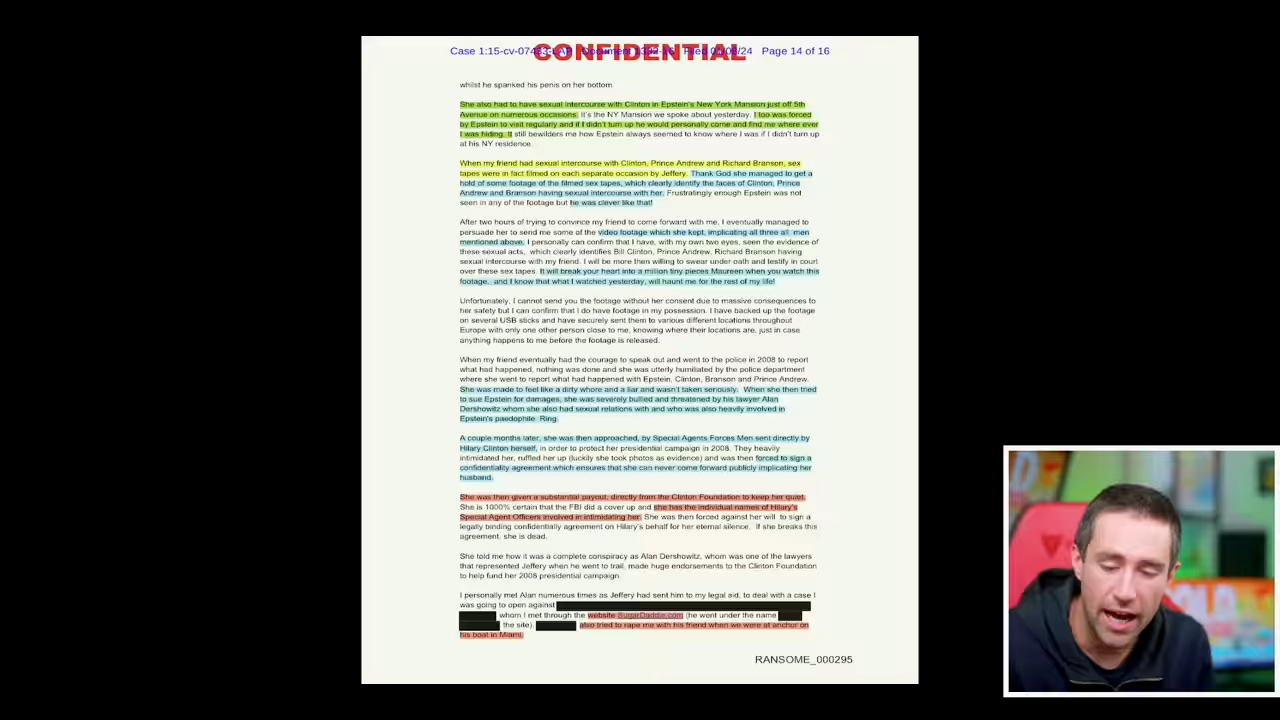 CONFIDENTIAL
Case 1:15-cv-07433-LAP Document Filed 01/08/24 Page 14 of 16
whilst he spanked his penis on her bottom
She also had to have sexual intercourse with Clinton in Epstein's New York Mansion just off 5th
Avenue on numerous occasions. It's the NY Mansion we spoke about yesterday. I too was forced
by Epstein to visit regularly and if I didn't turn up he would personally come and find me where ever
I was hiding. It still bewilders me how Epstein always seemed to know where I was if I didn't turn up
at his NY residence.
When my friend had sexual intercourse with Clinton, Prince Andrew and Richard Branson, sex
tapes were in fact filmed on each separate occasion by Jeffery. Thank God she managed to get a
hold of some footage of the filmed sex tapes, which clearly identify the faces of Clinton, Prince
Andrew and Branson having sexual intercourse with her. Frustratingly enough Epstein was not
seen in any of the footage but he was clever like that!
After two hours of trying to convince my friend to come forward with me, I eventually managed to
persuade her to send me some of the video footage which she kept, implicating all three all men
mentioned above. I personally can confirm that I have, with my own two eyes, seen the evidence of
these sexual acts, which clearly identifies Bill Clinton, Prince Andrew, Richard Branson having
sexual intercourse with my friend. I will be more then willing to swear under oath and testify in court
over these sex tapes. It will break your heart into a million tiny pieces Maureen when you watch this
footage. and I know that what I watched yesterday, will haunt me for the rest of my life!
Unfortunately, I cannot send you the footage without her consent due to massive consequences to
her safety but I can confirm that I do have footage in my possession. I have backed up the footage
on several USB sticks and have securely sent them to various different locations throughout
Europe with only one other person close to me, knowing where their locations are, just in case
anything happens to me before the footage is released.
When my friend eventually had the courage to speak out and went to the police in 2008 to report
what had happened, nothing was done and she was utterly humiliated by the police department
where she went to report what had happened with Epstein, Clinton, Branson and Prince Andrew.
She was made to feel like a dirty whore and a liar and wasn't taken seriously. When she then tried
to sue Epstein for damages, she was severely bullied and threatened by his lawyer Alan
Dershowitz whom she also had sexual relations with and who was also heavily involved in
Epstein's paedophile Ring.
A couple months later, she was then approached, by Special Agents Forces Men sent directly by
Hilary Clinton herself, in order to protect her presidential campaign in 2008. They heavily
intimidated her, ruffled her up (luckily she took photos as evidence) and was then forced to sign a
confidentiality agreement which ensures that she can never come forward publicly implicating her
husband.
She was then given a substantial payout, directly from the Clinton Foundation to keep her quiet.
She is 1000% certain that the FBI did a cover up and she has the individual names of Hilary's
Special Agent Officers involved in intimidating her. She was then forced against her will to sign a
legally binding confidentially agreement on Hilary's behalf for her eternal silence. If she breaks this
agreement, she is dead.
She told me how it was a complete conspiracy as Alan Dershowitz, whom was one of the lawyers
that represented Jeffery when he went to trail, made huge endorsements to the Clinton Foundation
to help fund her 2008 presidential campaign.
I personally met Alan numerous times as Jeffery had sent him to my legal aid, to deal with a case I
was going to open against
whom I met through the website SugarDaddie.com (he went under the name
the site). also tried to rape me with his friend when we were at anchor on
his boat in Miami.
RANSOME_000295